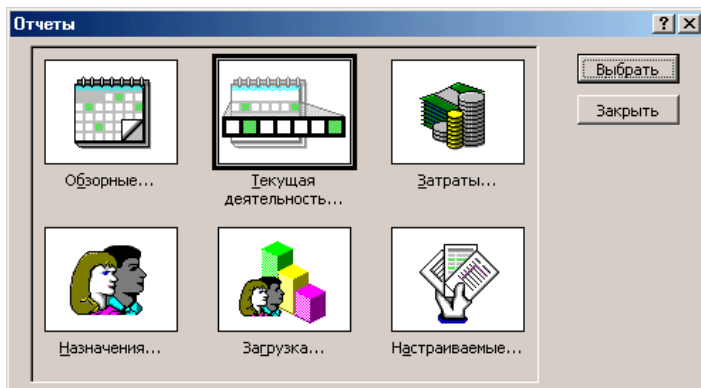 Отчеты
Выбрать
Закрыть
Обзорные...
Текущая
деятельность...
Затраты...
Назначения...
Загрузка...
Настраиваемые...